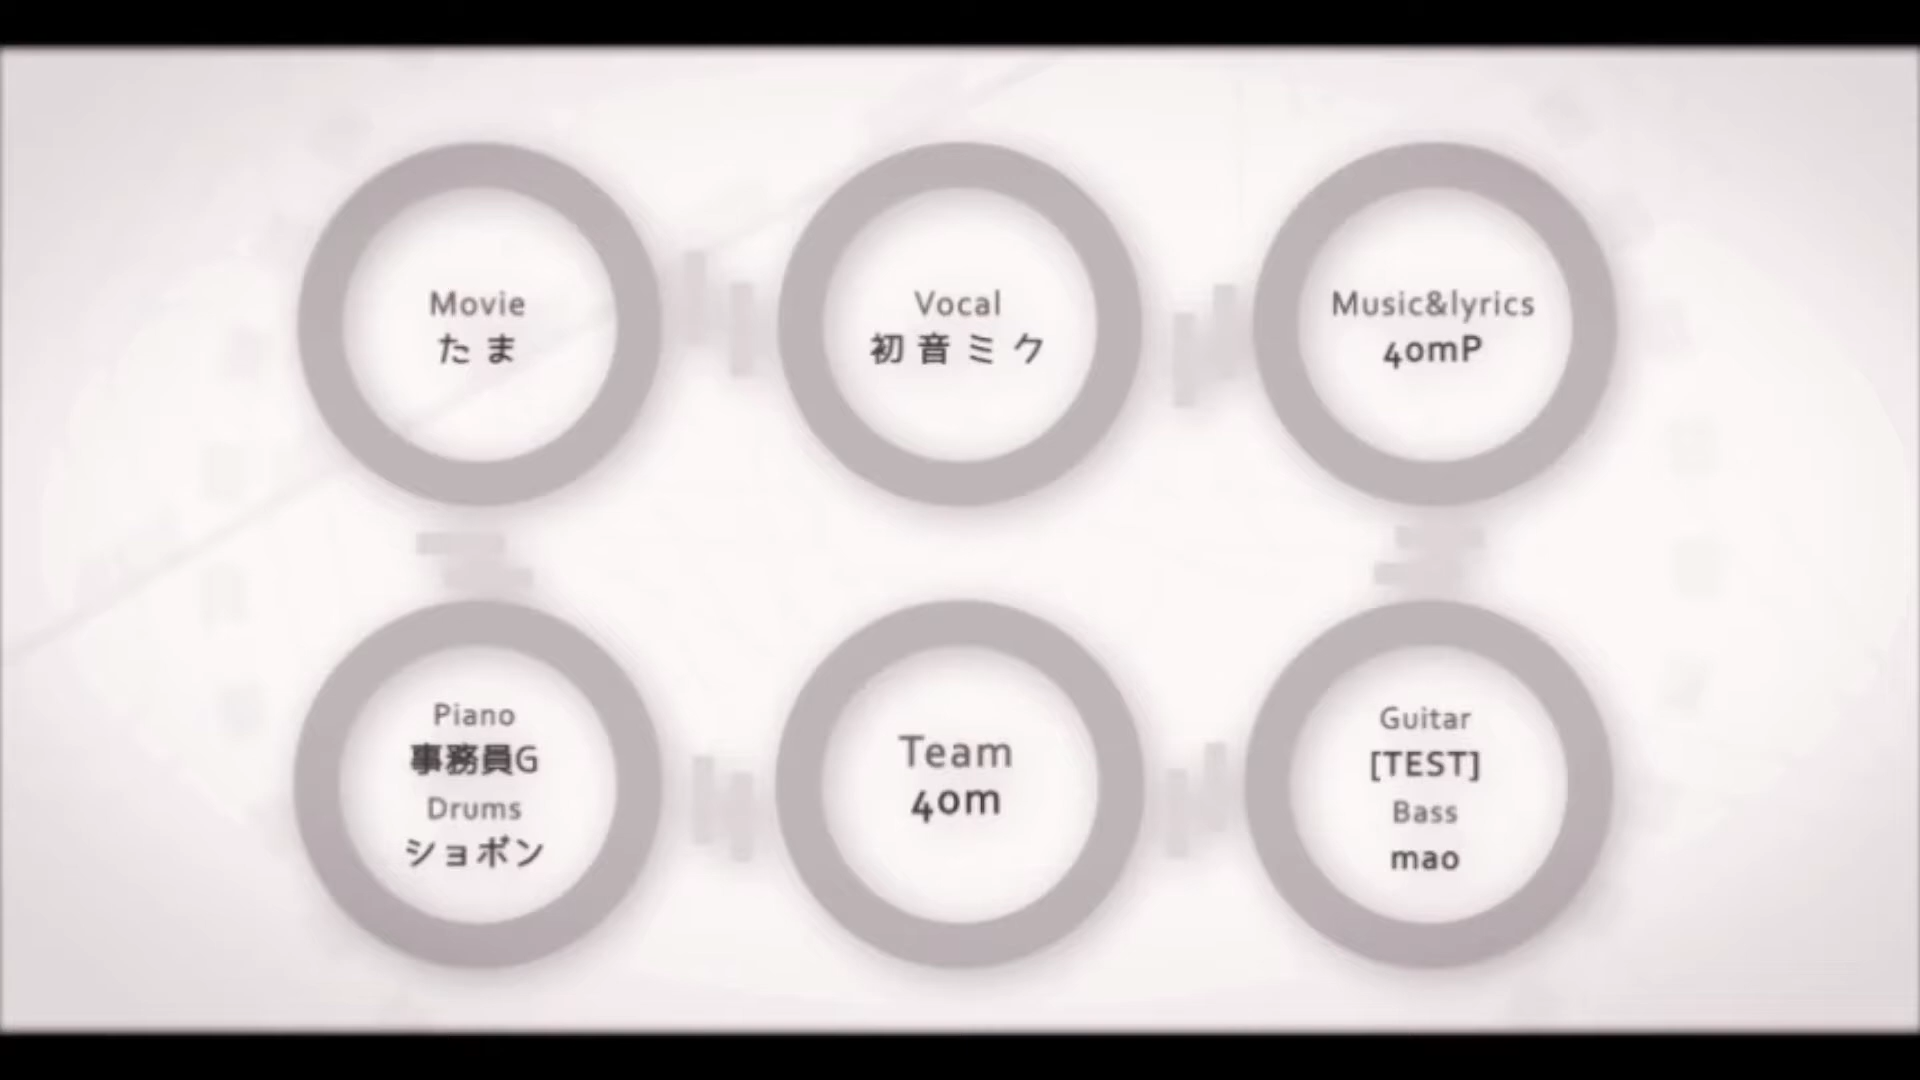 Movie
たま
Vocal
初音ミク
Music&lyrics
40mP
Piano
事務員G
Drums
ショボン
Team
40m
Guitar
[TEST]
Bass
mao